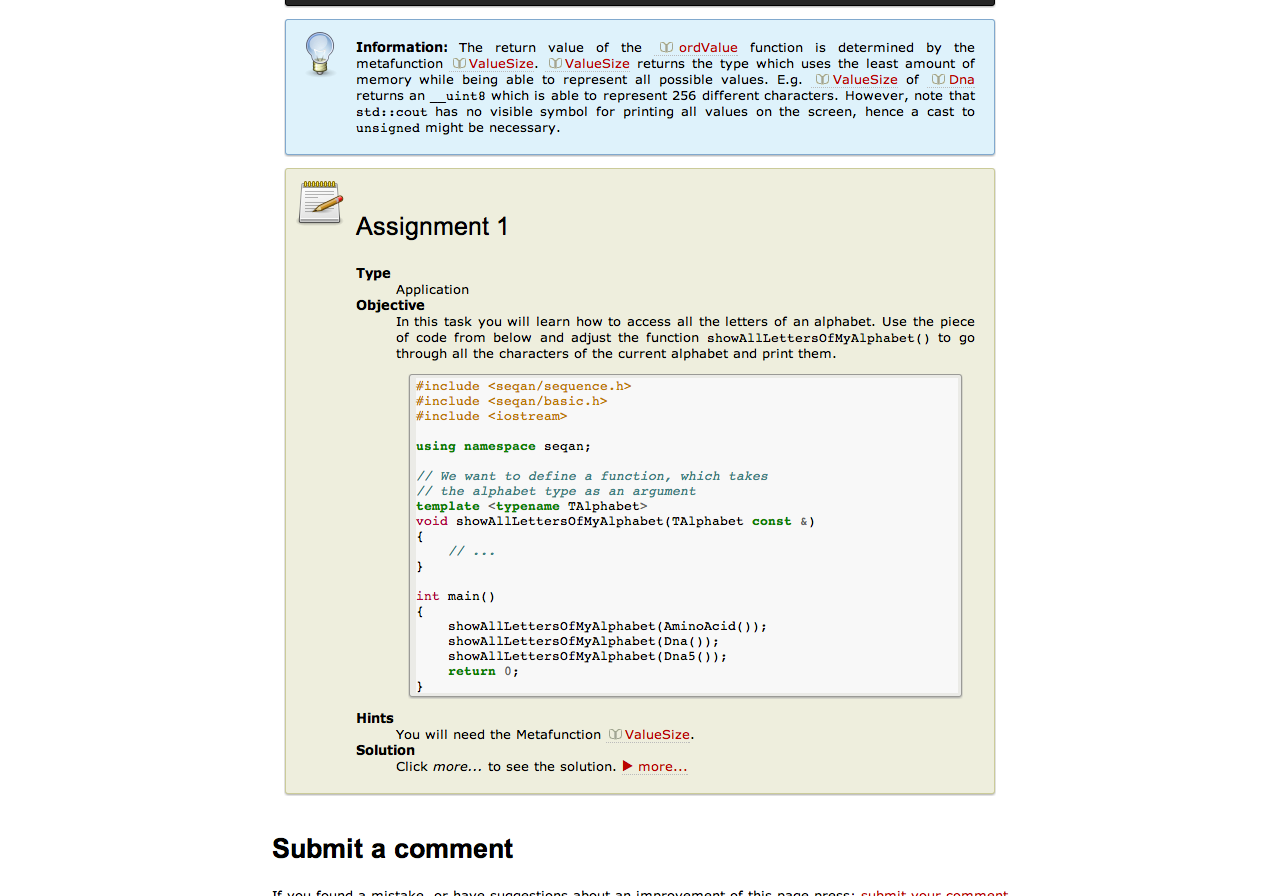 Information: The return value of the ordValue function is determined by the
metafunction ValueSize. ValueSize returns the type which uses the least amount of
memory while being able to represent all possible values. E.g. ValueSize of Dna
returns an __uint8 which is able to represent 256 different characters. However, note that
std::cout has no visible symbol for printing all values on the screen, hence a cast to
unsigned might be necessary.
Assignment 1
Type
Application
Objective
In this task you will learn how to access all the letters of an alphabet. Use the piece
of code from below and adjust the function showAllLettersOfMyAlphabet() to go
through all the characters of the current alphabet and print them.
#include <seqan/sequence.h>
#include <seqan/basic.h>
#include <iostream>
using namespace seqan;
// We want to define a function, which takes
// the alphabet type as an argument
template <typename TAlphabet>
void showAllLettersOfMyAlphabet(TAlphabet const &)
{
    // ...
}
int main()
{
    showAllLettersOfMyAlphabet(AminoAcid());
    showAllLettersOfMyAlphabet(Dna());
    showAllLettersOfMyAlphabet(Dna5());
    return 0;
}
Hints
You will need the Metafunction ValueSize.
Solution
Click more... to see the solution. ▶ more...
Submit a comment
If you found a mistake, or have suggestions about an improvement of this page press: submit your comment